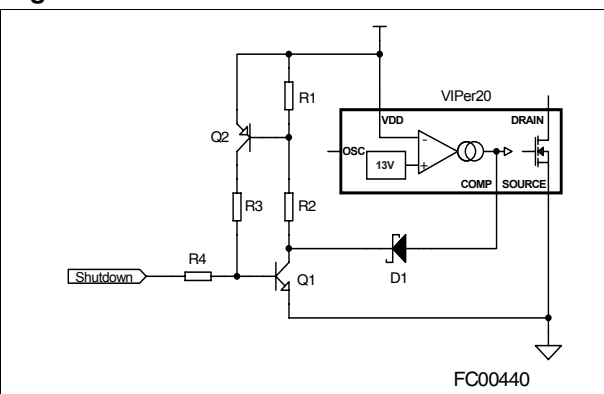 R1
VIPer20
VDD
DRAIN
Q2
-
OSC
13V
+
COMP SOURCE
R3
R2
R4
Shutdown
Q1
D1
FC00440